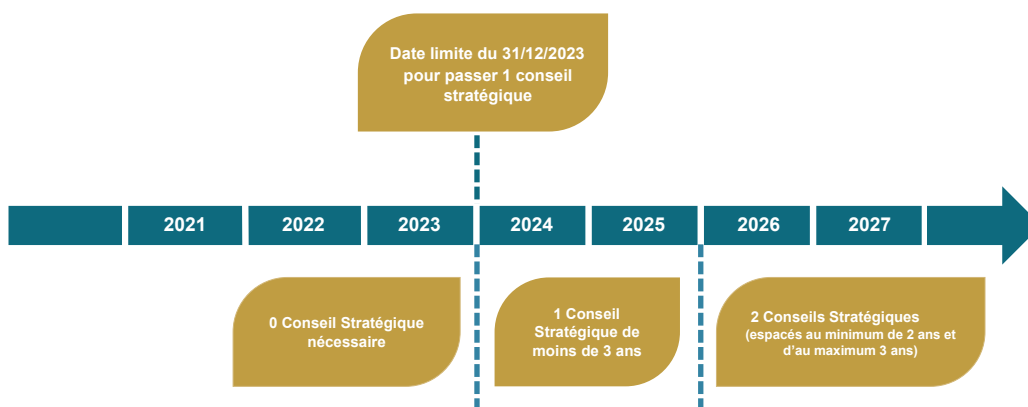 Date limite du 31/12/2023
pour passer 1 conseil
stratégique
2021
2022
2023
2024
2025
2026
2027
0 Conseil Stratégique
nécessaire
1 Conseil
Stratégique de
moins de 3 ans
2 Conseils Stratégiques
(espacés au minimum de 2 ans et
d'au maximum 3 ans)